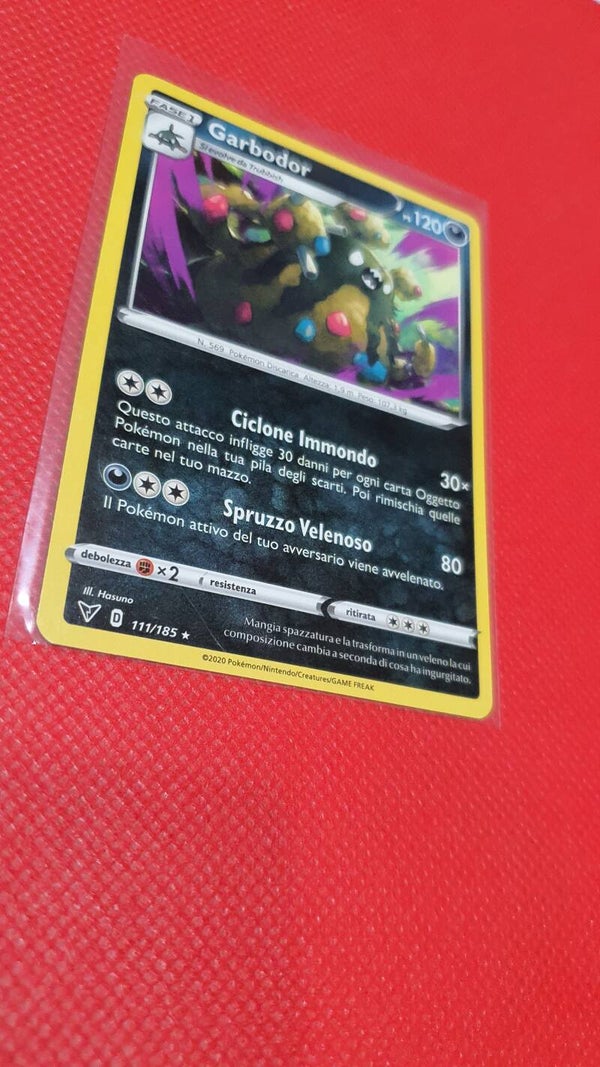 FASE 1
Garbodor
Si evolve da Trubbish
PS 120
N. 569 Pokémon Discarica Altezza: 1,9 m Peso: 107,3 kg
Ciclone Immondo 30×
Questo attacco infligge 30 danni per ogni carta Oggetto
Pokémon nella tua pila degli scarti. Poi rimischia quelle
carte nel tuo mazzo.
Spruzzo Velenoso 80
Il Pokémon attivo del tuo avversario viene avvelenato.
debolezza ×2 resistenza ritirata
Ill. Hasuno
D 111/185 ★
Mangia spazzatura e la trasforma in un veleno la cui
composizione cambia a seconda di cosa ha ingurgitato.
©2020 Pokémon/Nintendo/Creatures/GAME FREAK